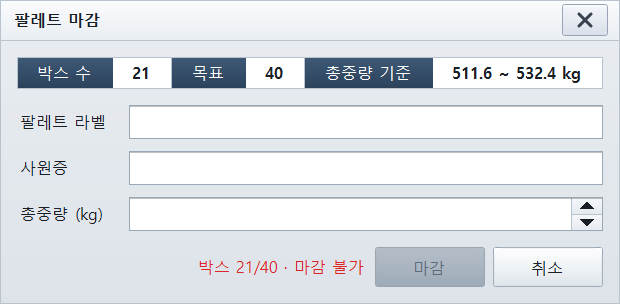 팔레트 마감
박스 수 21 목표 40 총중량 기준 511.6 ~ 532.4 kg
팔레트 라벨
사원증
총중량 (kg)
박스 21/40 · 마감 불가 마감 취소